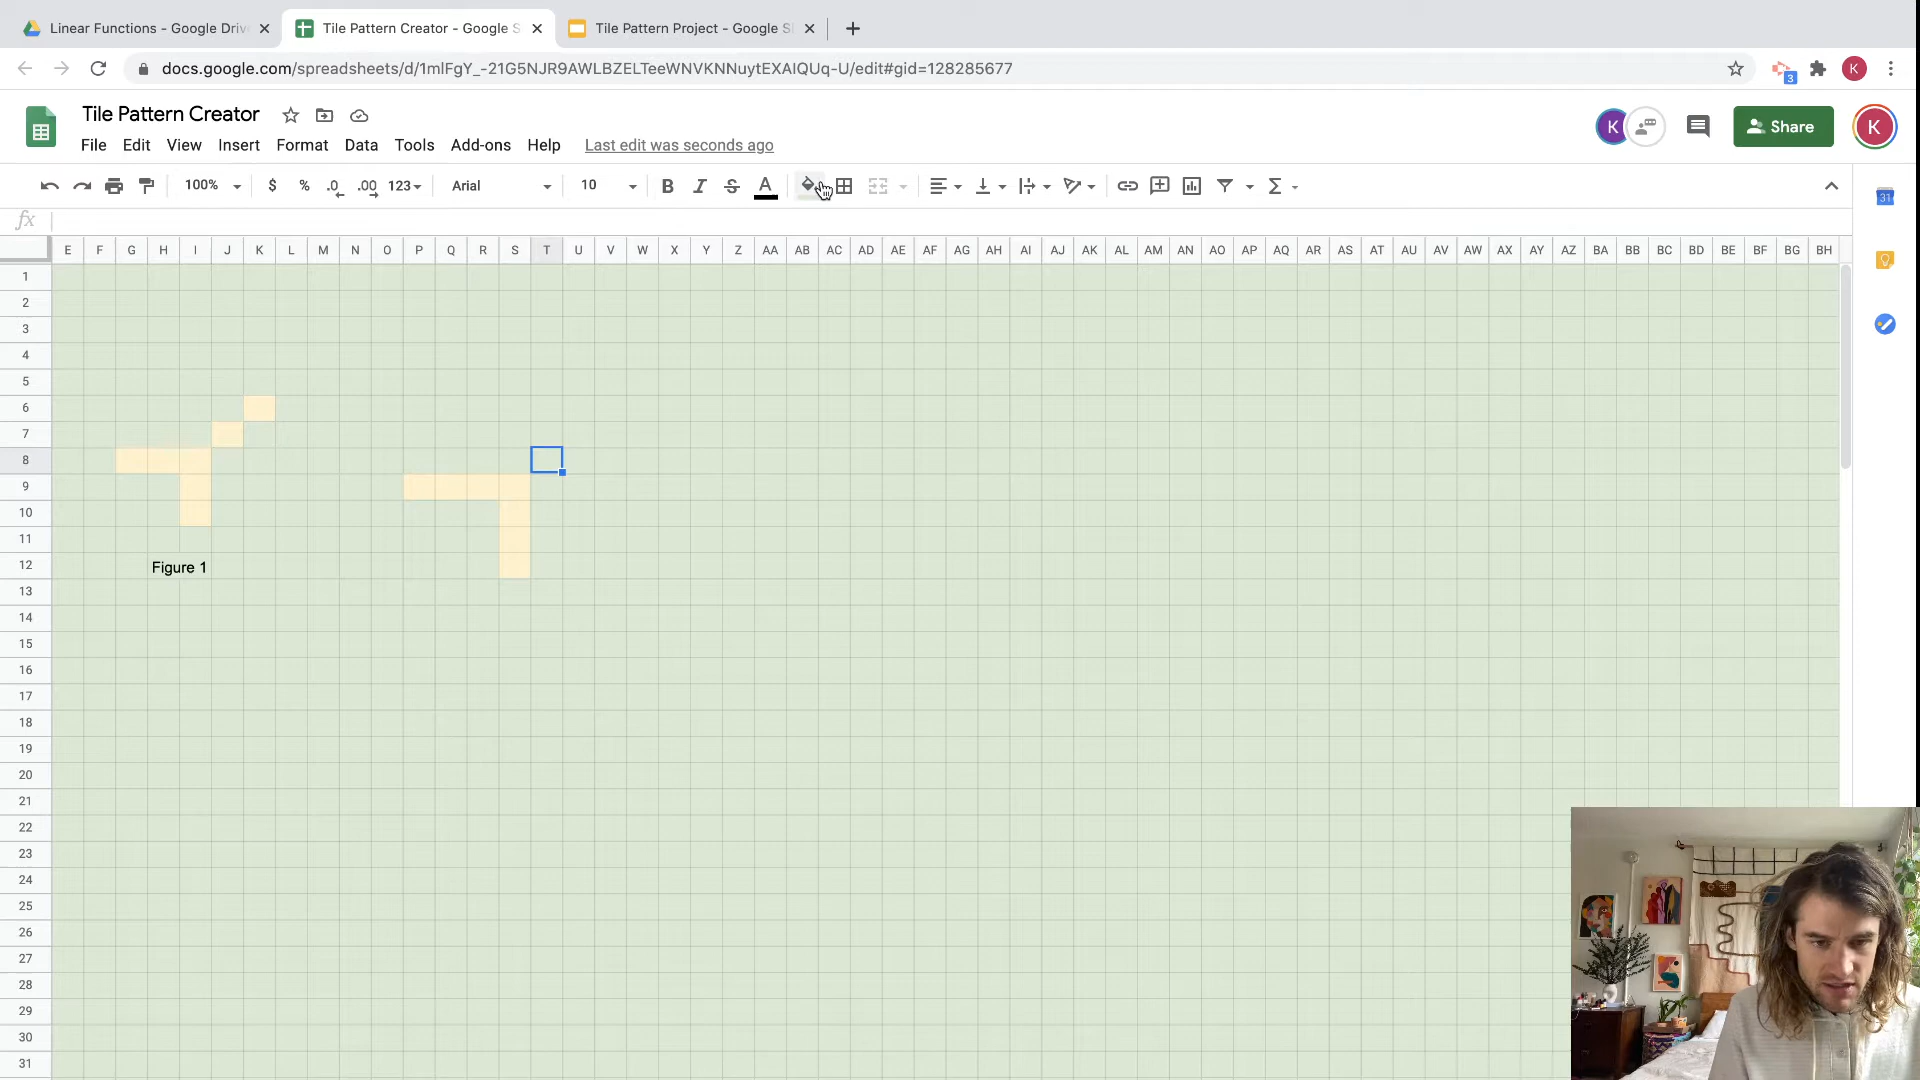 Linear Functions - Google Driv
Tile Pattern Creator - Google S
Tile Pattern Project - Google Sl
docs.google.com/spreadsheets/d/1mlFgY_-21G5NJR9AWLBZELTeeWNVKNNuytEXAlQUq-U/edit#gid=128285677
3
K
Tile Pattern Creator
K
Share
K
File Edit View Insert Format Data Tools Add-ons Help Last edit was seconds ago
100% $ % .0 .00 123 Arial 10 B I S A Σ
31
fx
E F G H I J K L M N O P Q R S T U V W X Y Z AA AB AC AD AE AF AG AH AI AJ AK AL AM AN AO AP AQ AR AS AT AU AV AW AX AY AZ BA BB BC BD BE BF BG BH
1
2
3
4
5
6
7
8
9
10
11
12
Figure 1
13
14
15
16
17
18
19
20
21
22
23
24
25
26
27
28
29
30
31